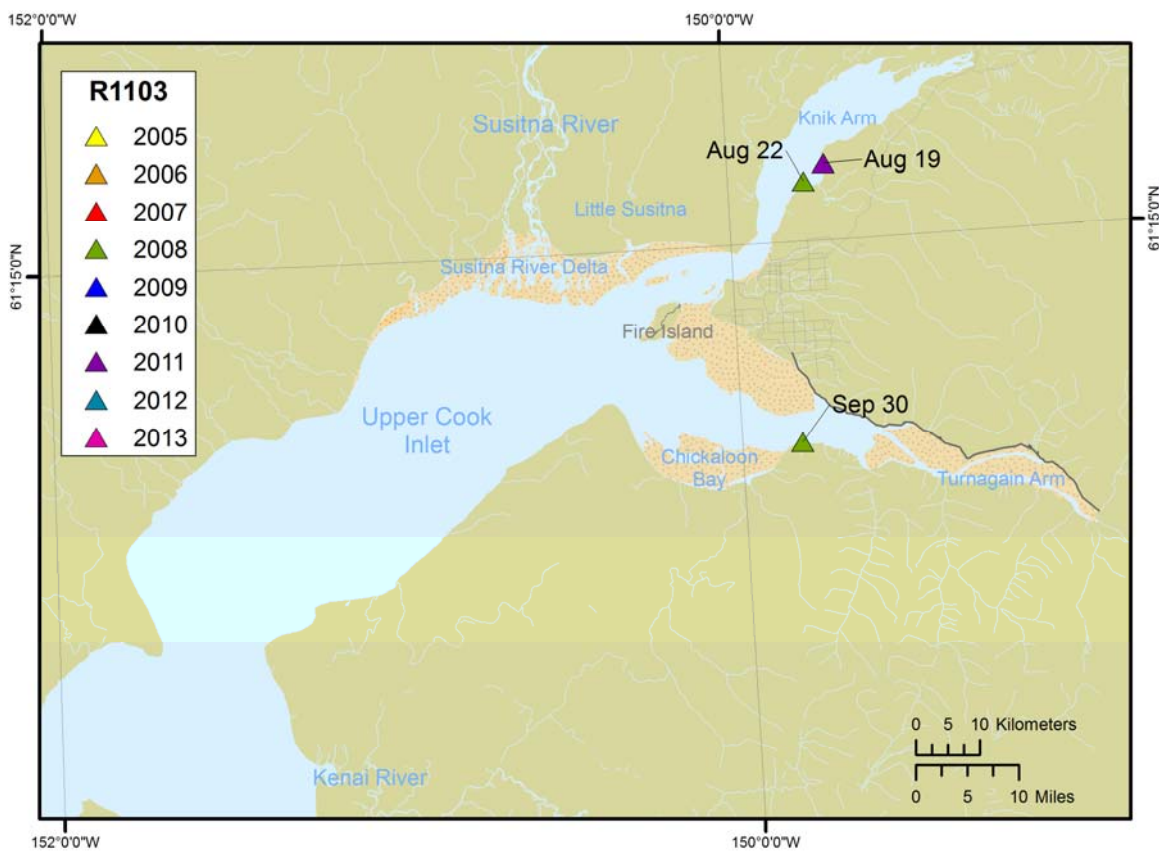 152°0'0"W
150°0'0"W
R1103
2005
2006
2007
2008
2009
2010
2011
2012
2013
Susitna River
Knik Arm
Aug 22
Aug 19
Little Susitna
61°15'0"N
61°15'0"N
Susitna River Delta
Fire Island
Upper Cook
Inlet
Sep 30
Chickaloon
Bay
Turnagain Arm
0 5 10 Kilometers
0 5 10 Miles
Kenai River
152°0'0"W
150°0'0"W